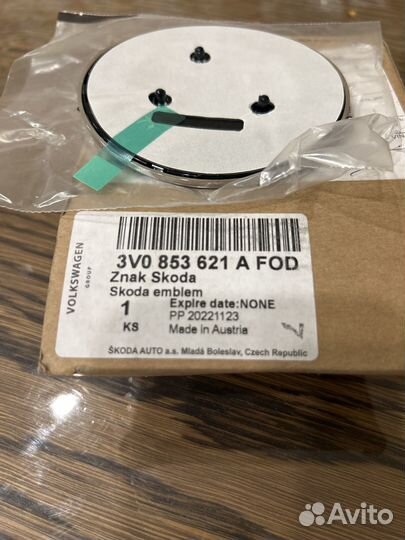 VOLKSWAGEN
GROUP
3V0 853 621 A FOD
Znak Skoda
Skoda emblem
1 Expire date:NONE
KS PP 20221123
Made in Austria
ŠKODA AUTO a.s. Mladá Boleslav, Czech Republic
Avito